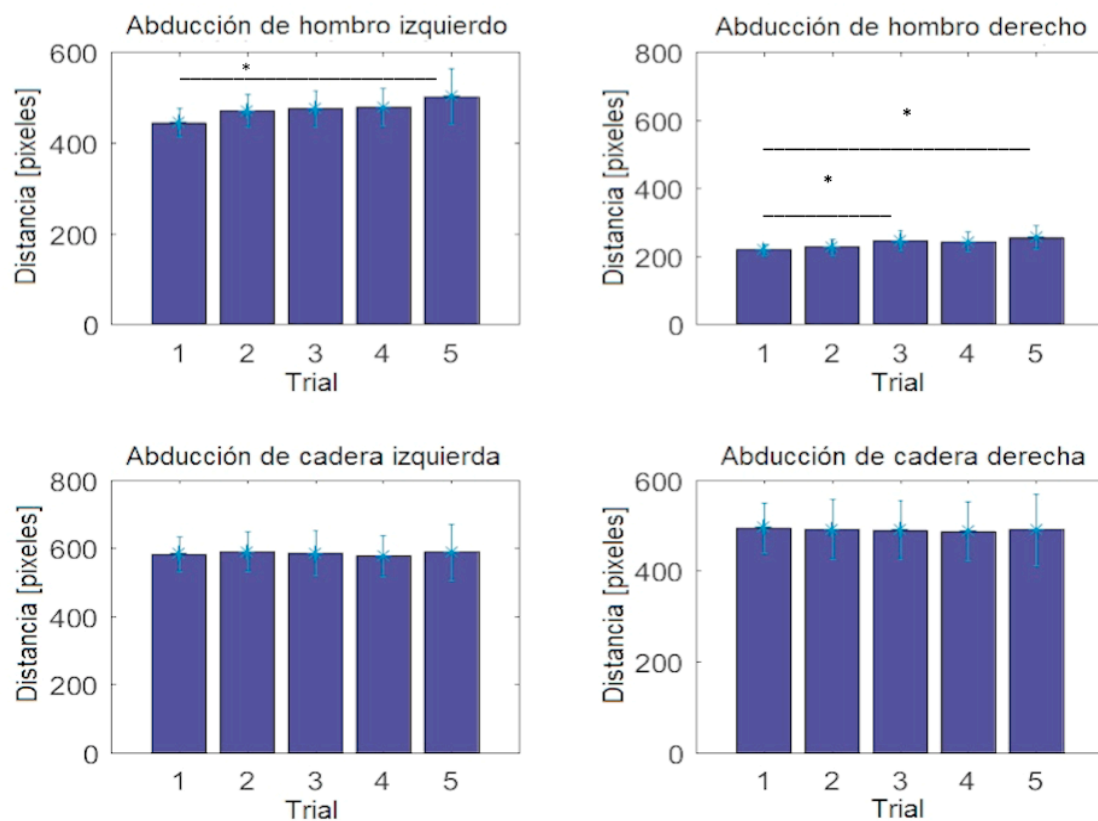 Abducción de hombro izquierdo
Distancia [pixeles]
600
400
200
0
*
1 2 3 4 5
Trial
Abducción de hombro derecho
Distancia [pixeles]
800
600
400
200
0
*
*
1 2 3 4 5
Trial
Abducción de cadera izquierda
Distancia [pixeles]
800
600
400
200
0
1 2 3 4 5
Trial
Abducción de cadera derecha
Distancia [pixeles]
600
400
200
0
1 2 3 4 5
Trial